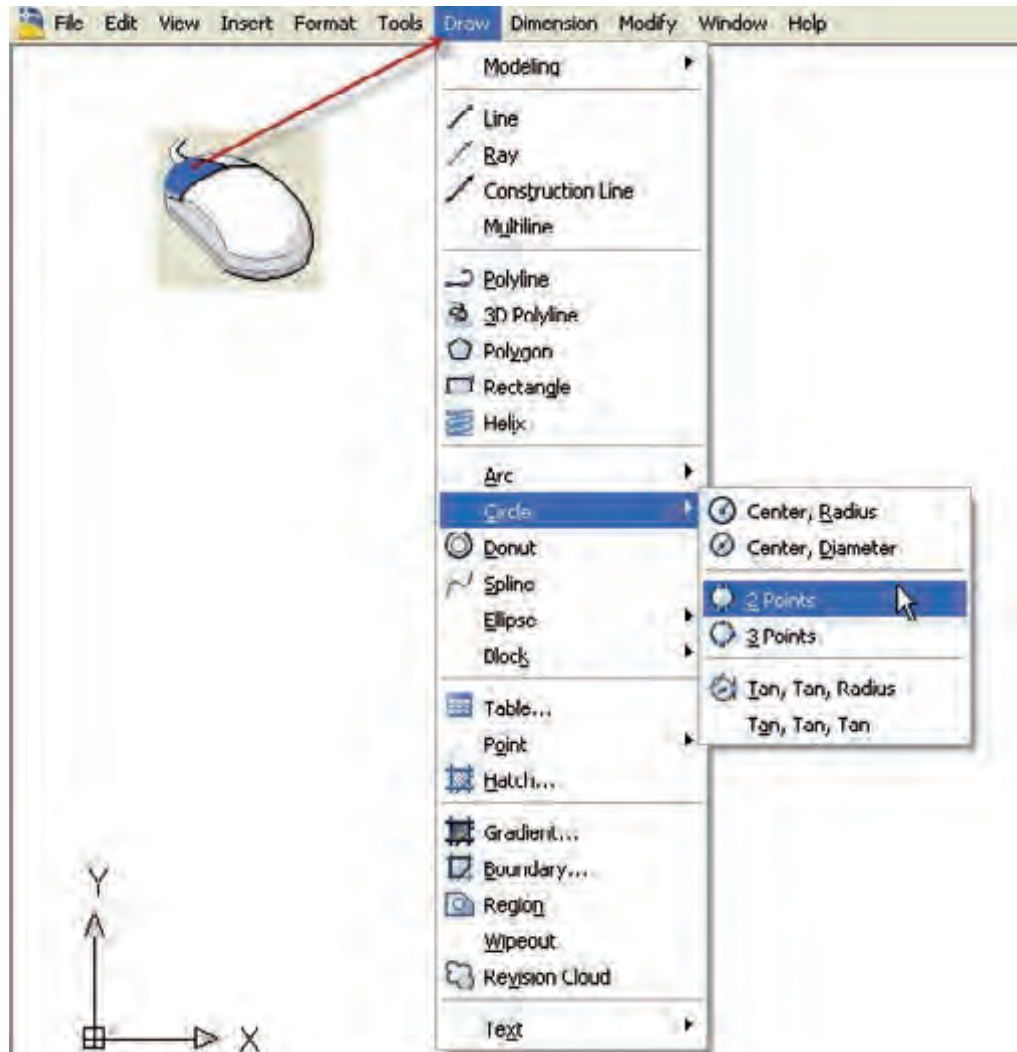 File Edit View Insert Format Tools Draw Dimension Modify Window Help
Modeling
Line
Ray
Construction Line
Multiline
Polyline
3D Polyline
Polygon
Rectangle
Helix
Arc
Circle
Donut
Spline
Ellipse
Block
Table...
Point
Hatch...
Gradient...
Boundary...
Region
Wipeout
Revision Cloud
Text
Center, Radius
Center, Diameter
2 Points
3 Points
Tan, Tan, Radius
Tan, Tan, Tan
Y
X